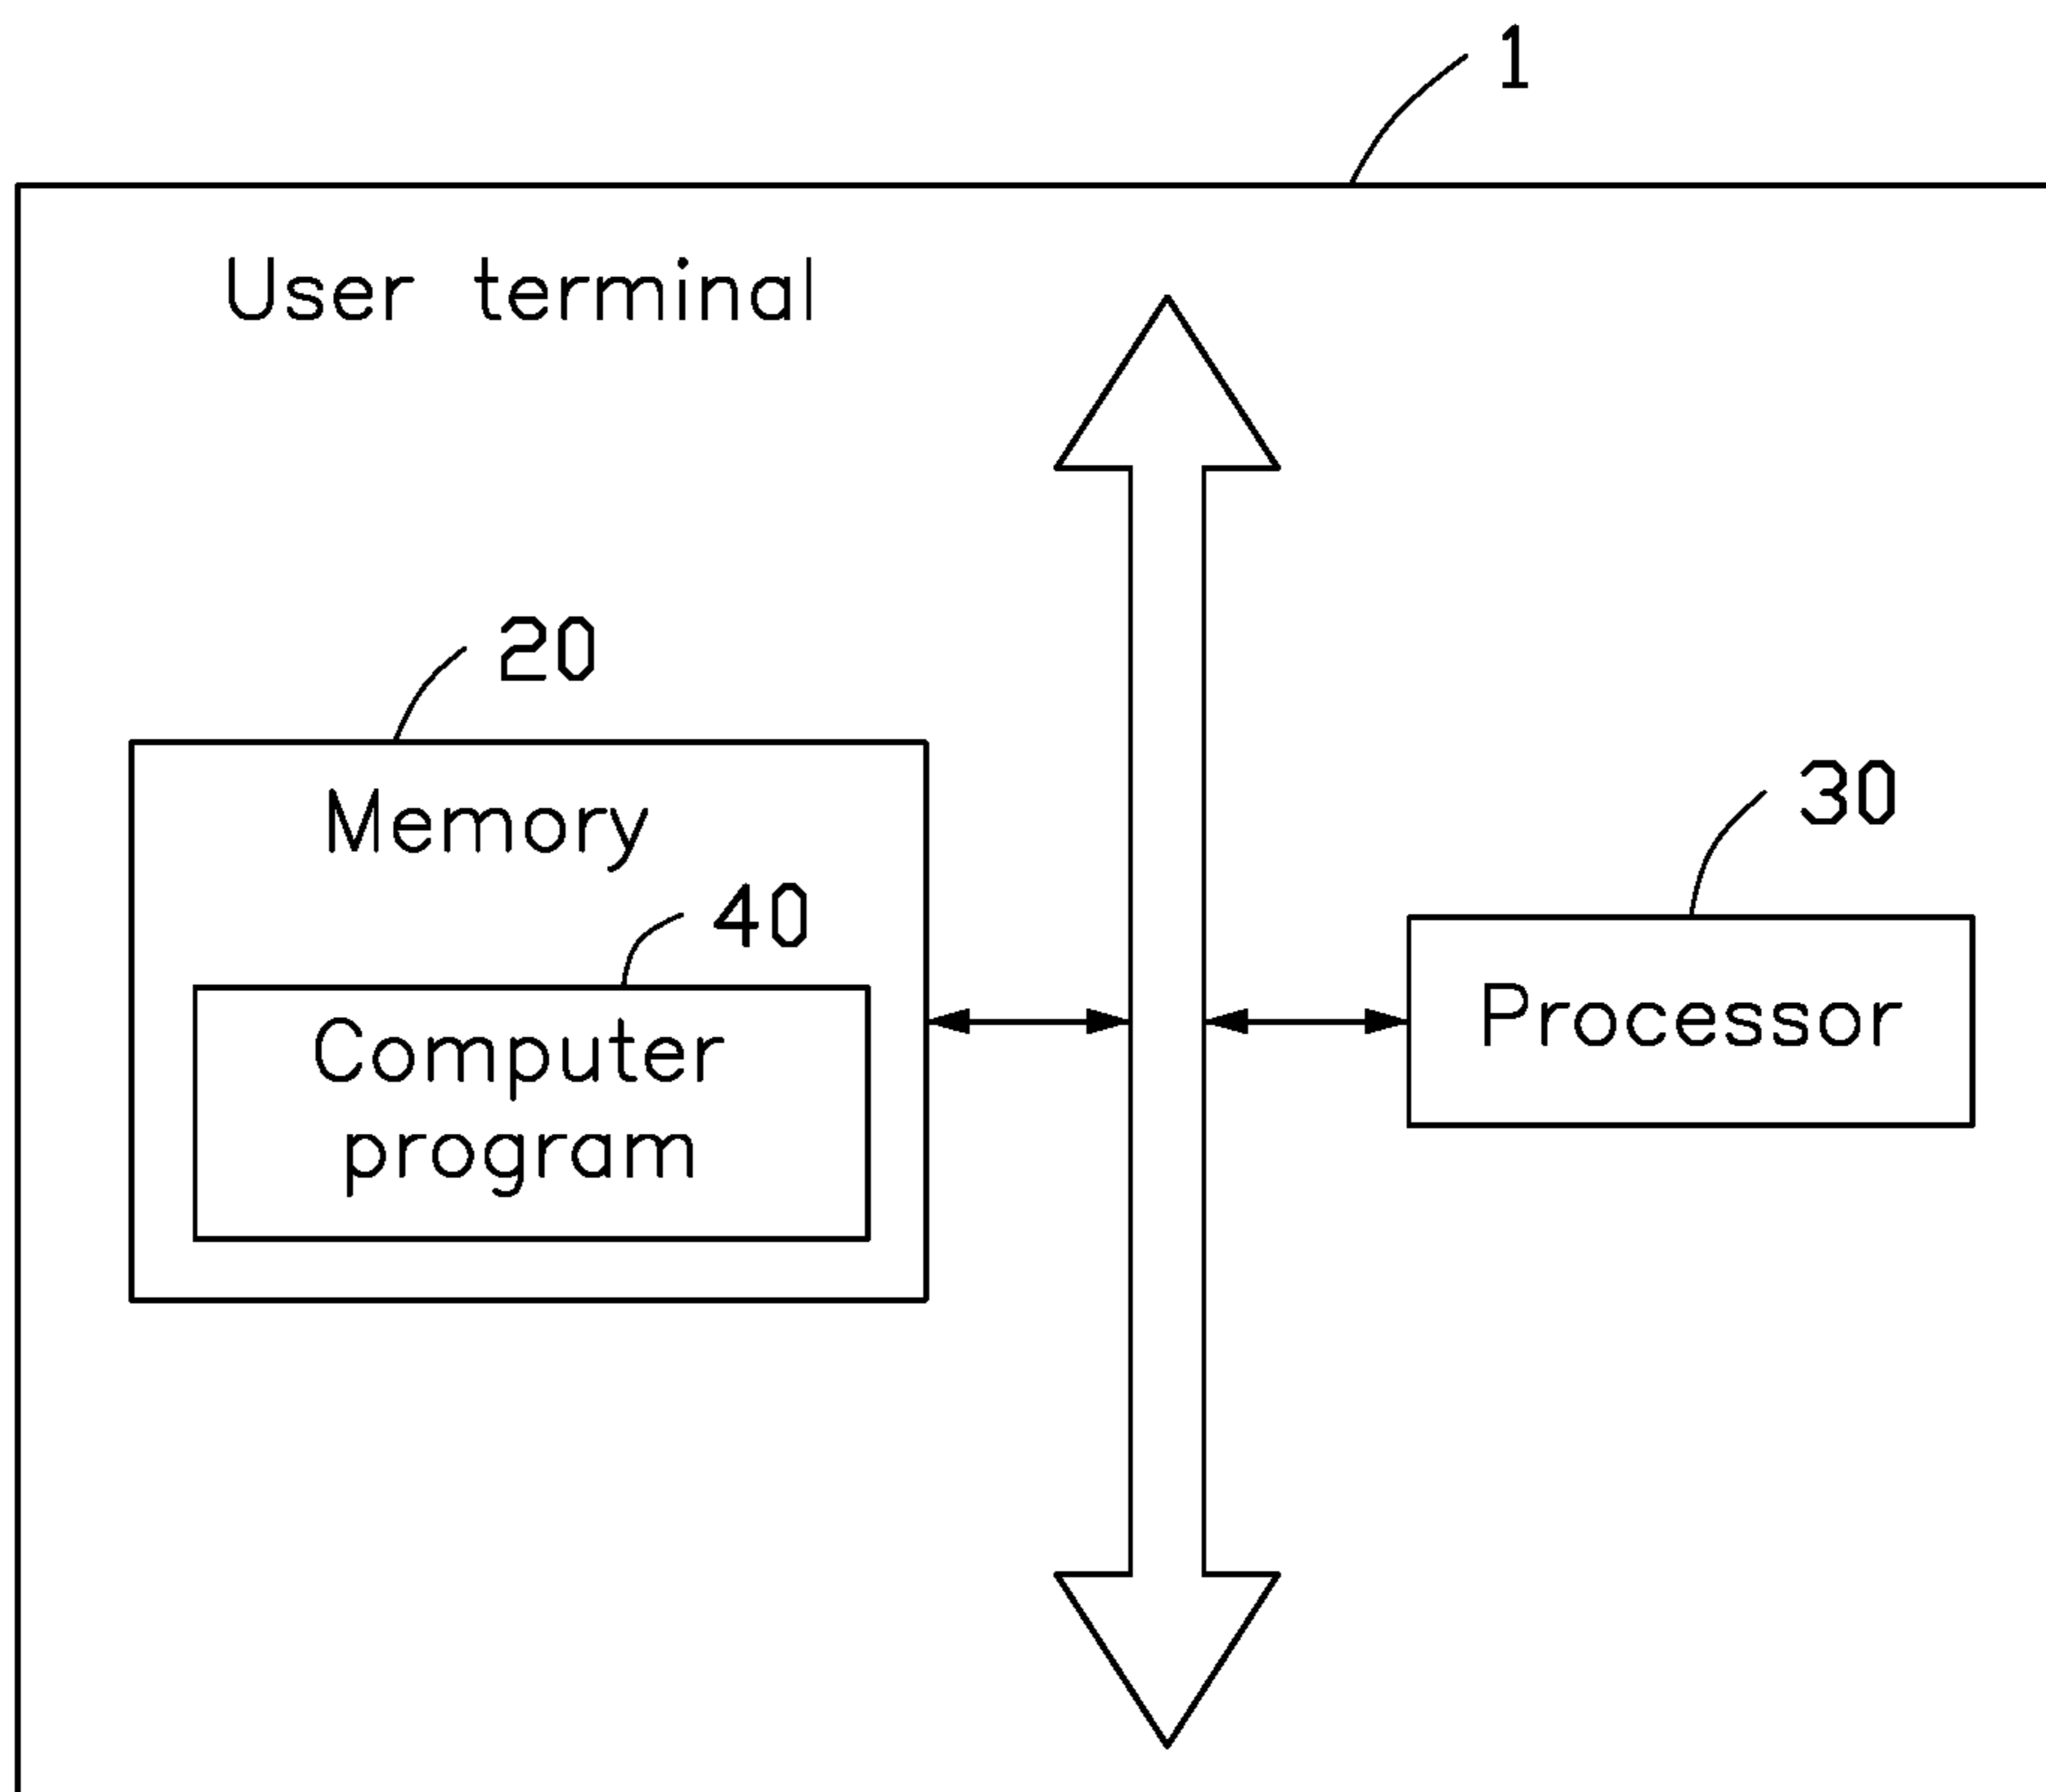 1
User terminal
20
Memory
30
40
Computer
program
Processor